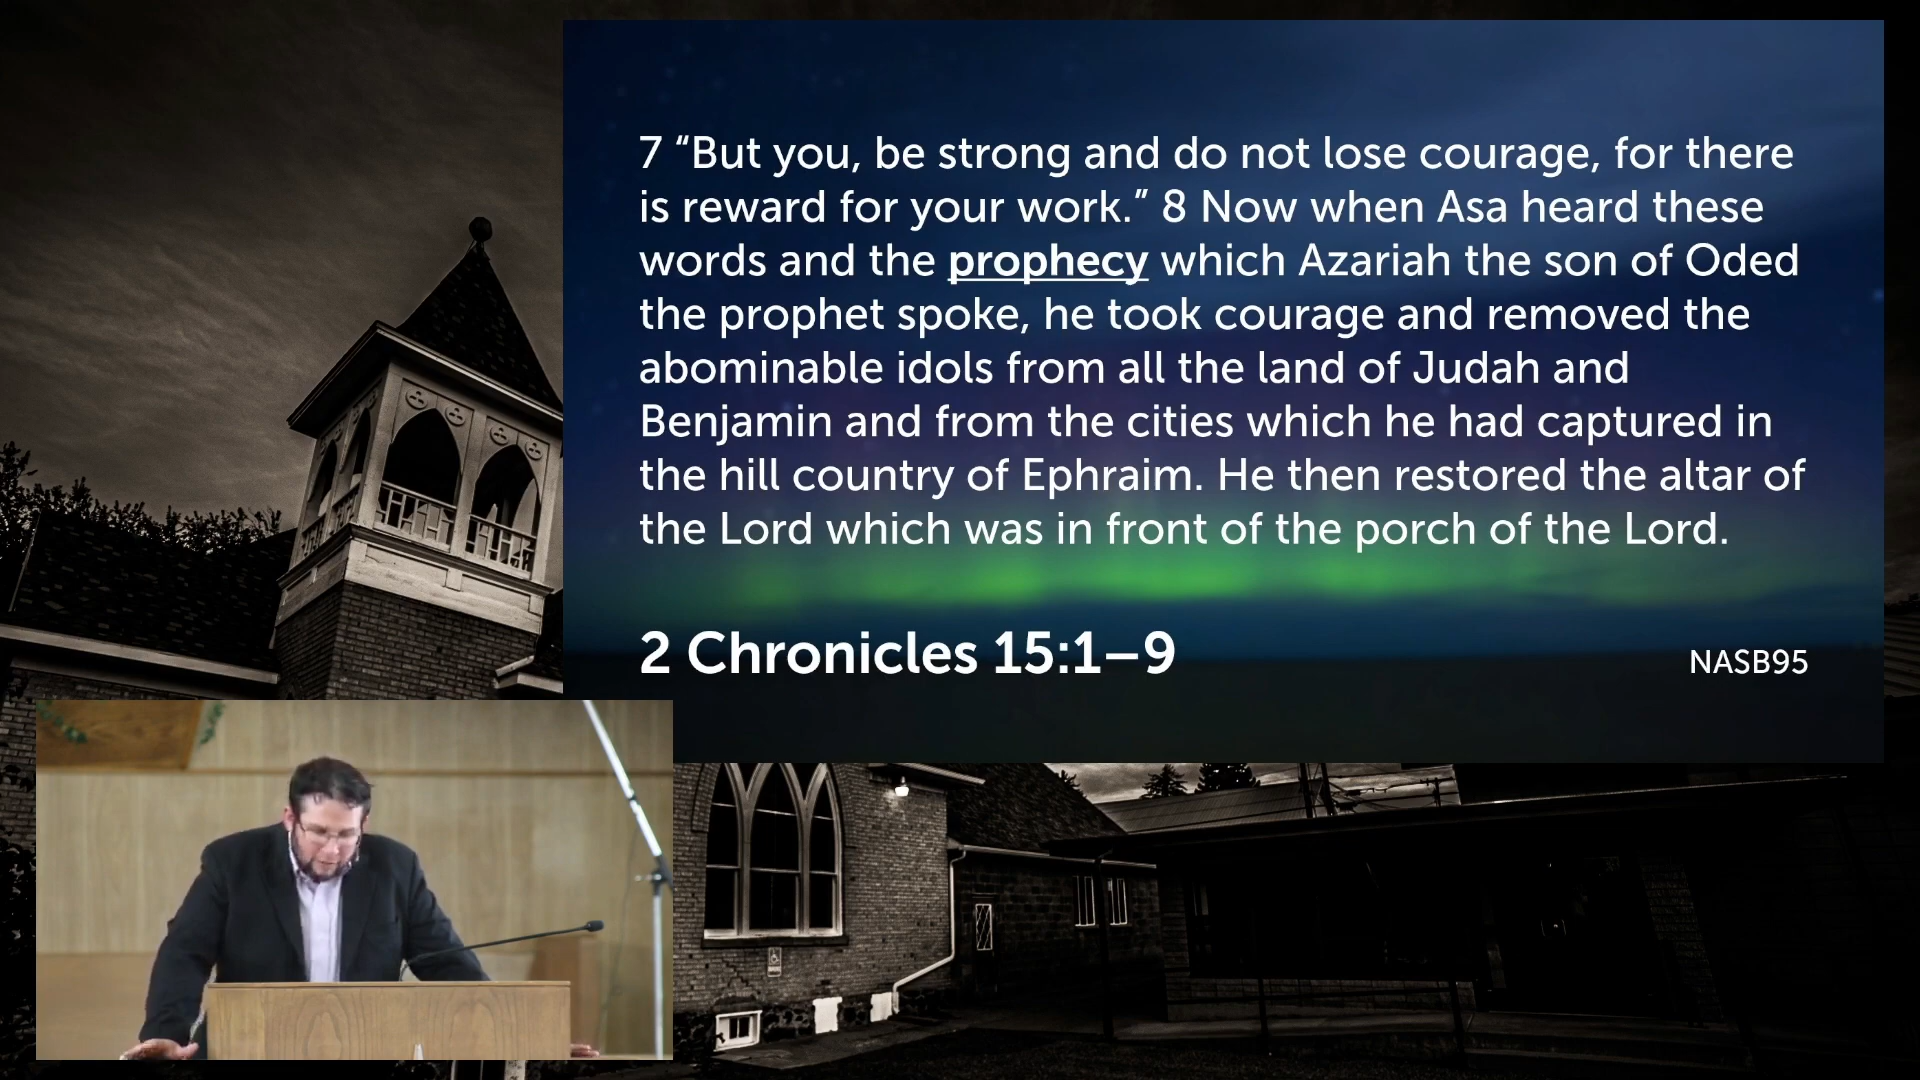 7 “But you, be strong and do not lose courage, for there
is reward for your work.” 8 Now when Asa heard these
words and the prophecy which Azariah the son of Oded
the prophet spoke, he took courage and removed the
abominable idols from all the land of Judah and
Benjamin and from the cities which he had captured in
the hill country of Ephraim. He then restored the altar of
the Lord which was in front of the porch of the Lord.
2 Chronicles 15:1–9
NASB95